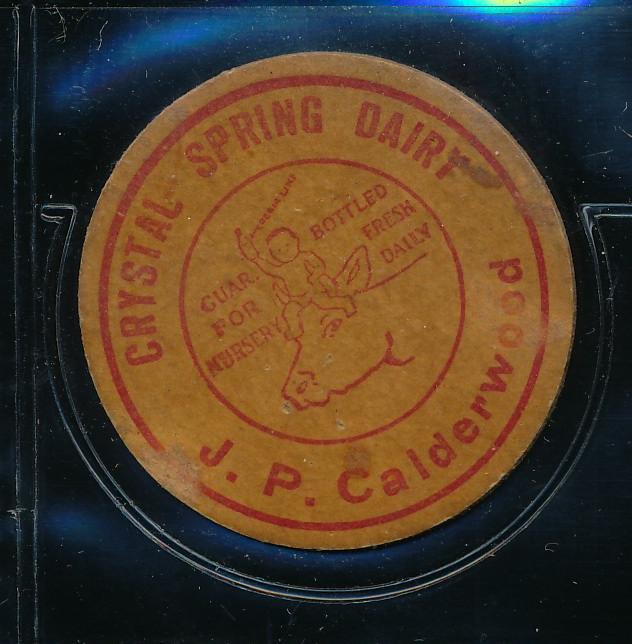 CRYSTAL SPRING DAIRY
BOTTLED
FRESH
DAILY
GUAR.
FOR
NURSERY
J. P. Calderwood